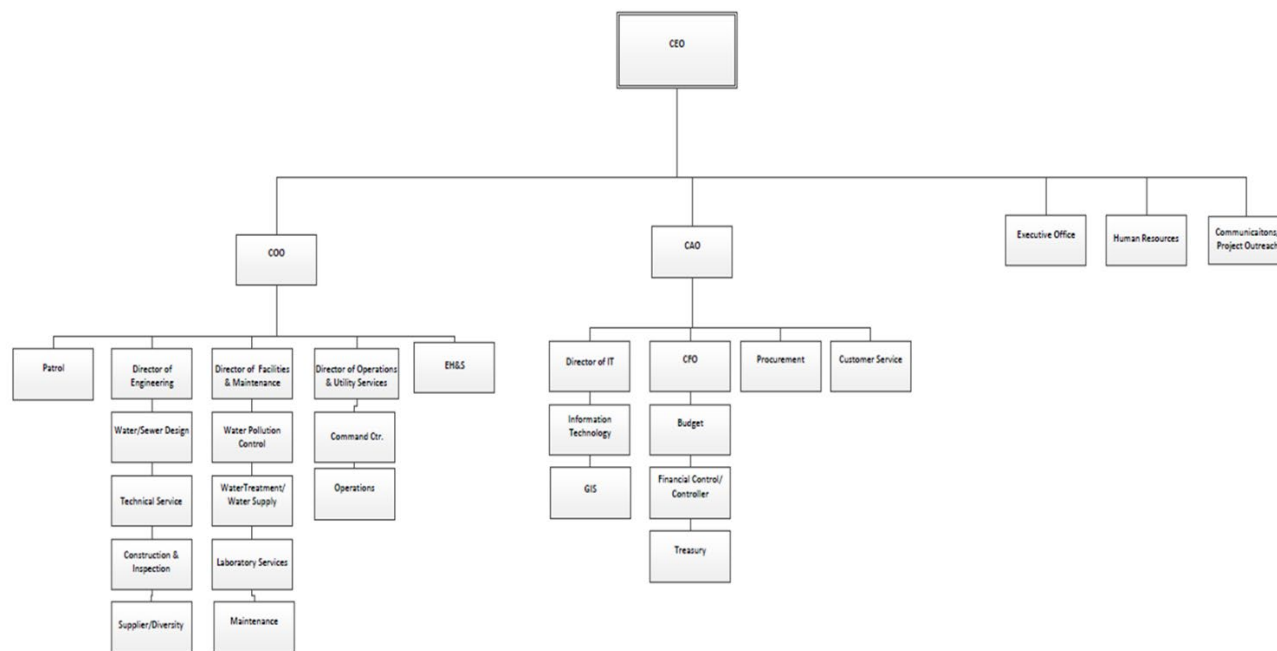 CEO
COO
CAO
Executive Office
Human Resources
Communicaitons,
Project Outreach
Patrol
Director of
Engineering
Director of Facilities
& Maintenance
Director of Operations
& Utility Services
EH&S
Director of IT
CFO
Procurement
Customer Service
Water/Sewer Design
Water Pollution
Control
Command Ctr.
Information
Technology
Budget
Technical Service
WaterTreatment/
Water Supply
Operations
GIS
Financial Control/
Controller
Construction &
Inspection
Laboratory Services
Treasury
Supplier/Diversity
Maintenance